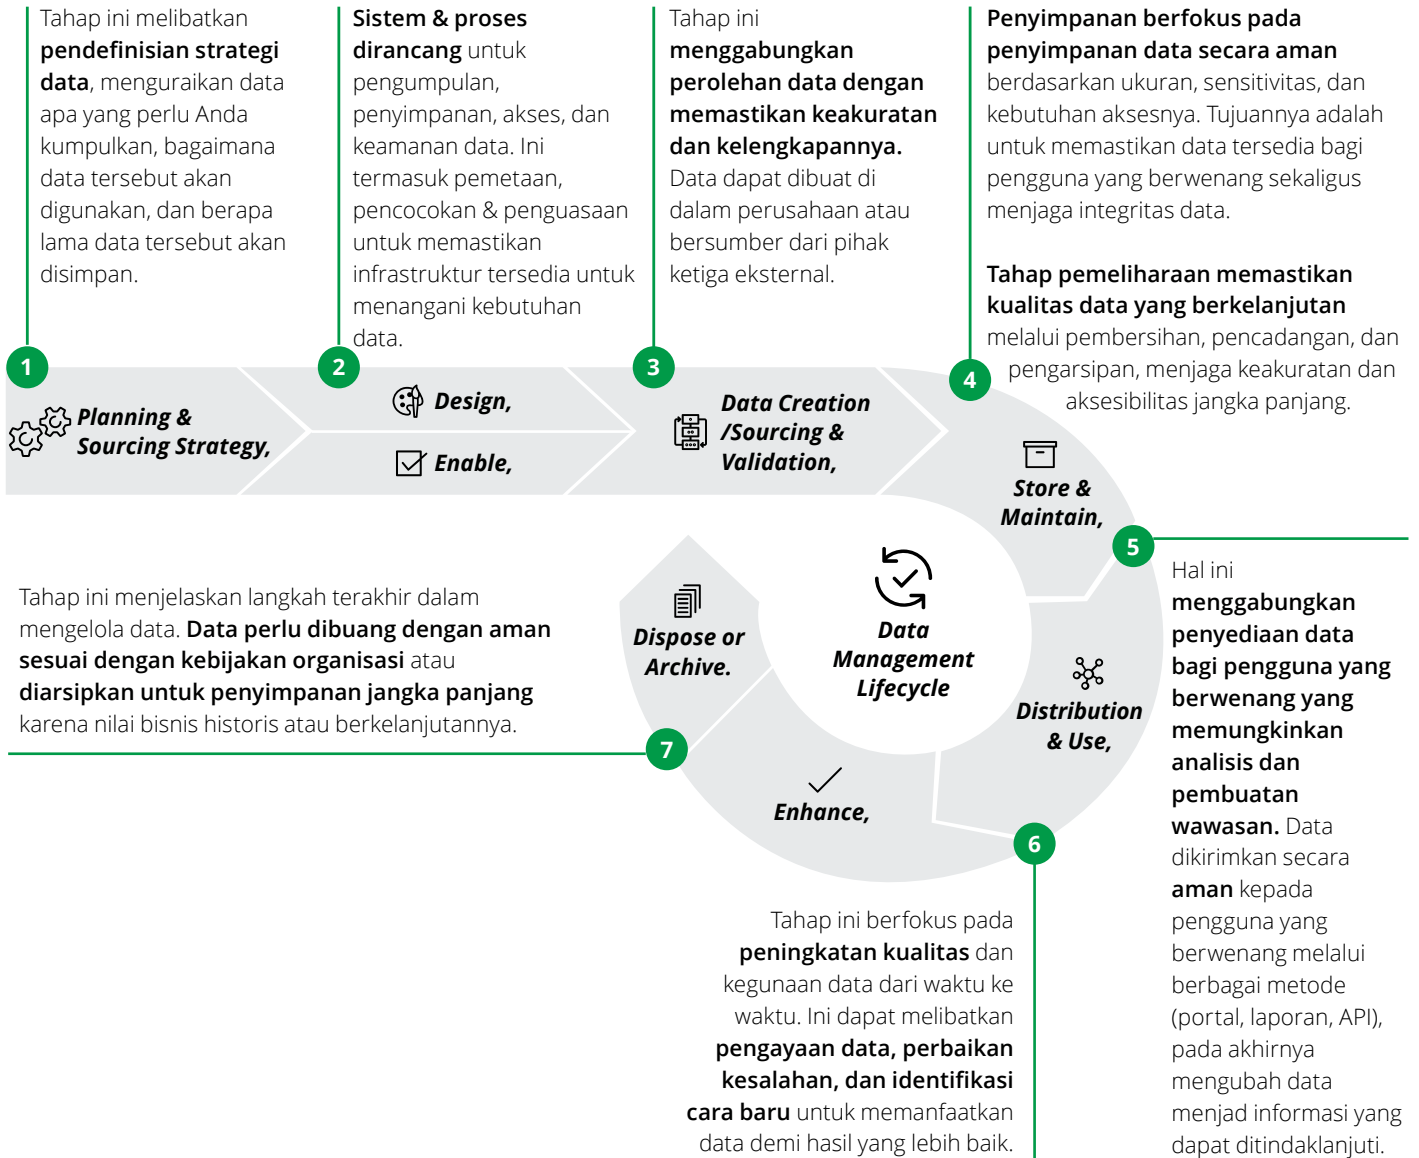 Tahap ini melibatkan
pendefinisian strategi
data, menguraikan data
apa yang perlu Anda
kumpulkan, bagaimana
data tersebut akan
digunakan, dan berapa
lama data tersebut akan
disimpan.
Sistem & proses
dirancang untuk
pengumpulan,
penyimpanan, akses, dan
keamanan data. Ini
termasuk pemetaan,
pencocokan & penguasaan
untuk memastikan
infrastruktur tersedia untuk
menangani kebutuhan
data.
Tahap ini
menggabungkan
perolehan data dengan
memastikan keakuratan
dan kelengkapannya.
Data dapat dibuat di
dalam perusahaan atau
bersumber dari pihak
ketiga eksternal.
Penyimpanan berfokus pada
penyimpanan data secara aman
berdasarkan ukuran, sensitivitas, dan
kebutuhan aksesnya. Tujuannya adalah
untuk memastikan data tersedia bagi
pengguna yang berwenang sekaligus
menjaga integritas data.
Tahap pemeliharaan memastikan
kualitas data yang berkelanjutan
melalui pembersihan, pencadangan, dan
pengarsipan, menjaga keakuratan dan
aksesibilitas jangka panjang.
1
2
3
4
Planning &
Sourcing Strategy,
Design,
Enable,
Data Creation
/Sourcing &
Validation,
Store &
Maintain,
5
Hal ini
menggabungkan
penyediaan data
bagi pengguna yang
berwenang yang
memungkinkan
analisis dan
pembuatan
wawasan. Data
dikirimkan secara
aman kepada
pengguna yang
berwenang melalui
berbagai metode
(portal, laporan, API),
pada akhirnya
mengubah data
menjad informasi yang
dapat ditindaklanjuti.
Data
Management
Lifecycle
Distribution
& Use,
Dispose or
Archive.
Tahap ini menjelaskan langkah terakhir dalam
mengelola data. Data perlu dibuang dengan aman
sesuai dengan kebijakan organisasi atau
diarsipkan untuk penyimpanan jangka panjang
karena nilai bisnis historis atau berkelanjutannya.
7
Enhance,
6
Tahap ini berfokus pada
peningkatan kualitas dan
kegunaan data dari waktu ke
waktu. Ini dapat melibatkan
pengayaan data, perbaikan
kesalahan, dan identifikasi
cara baru untuk memanfaatkan
data demi hasil yang lebih baik.